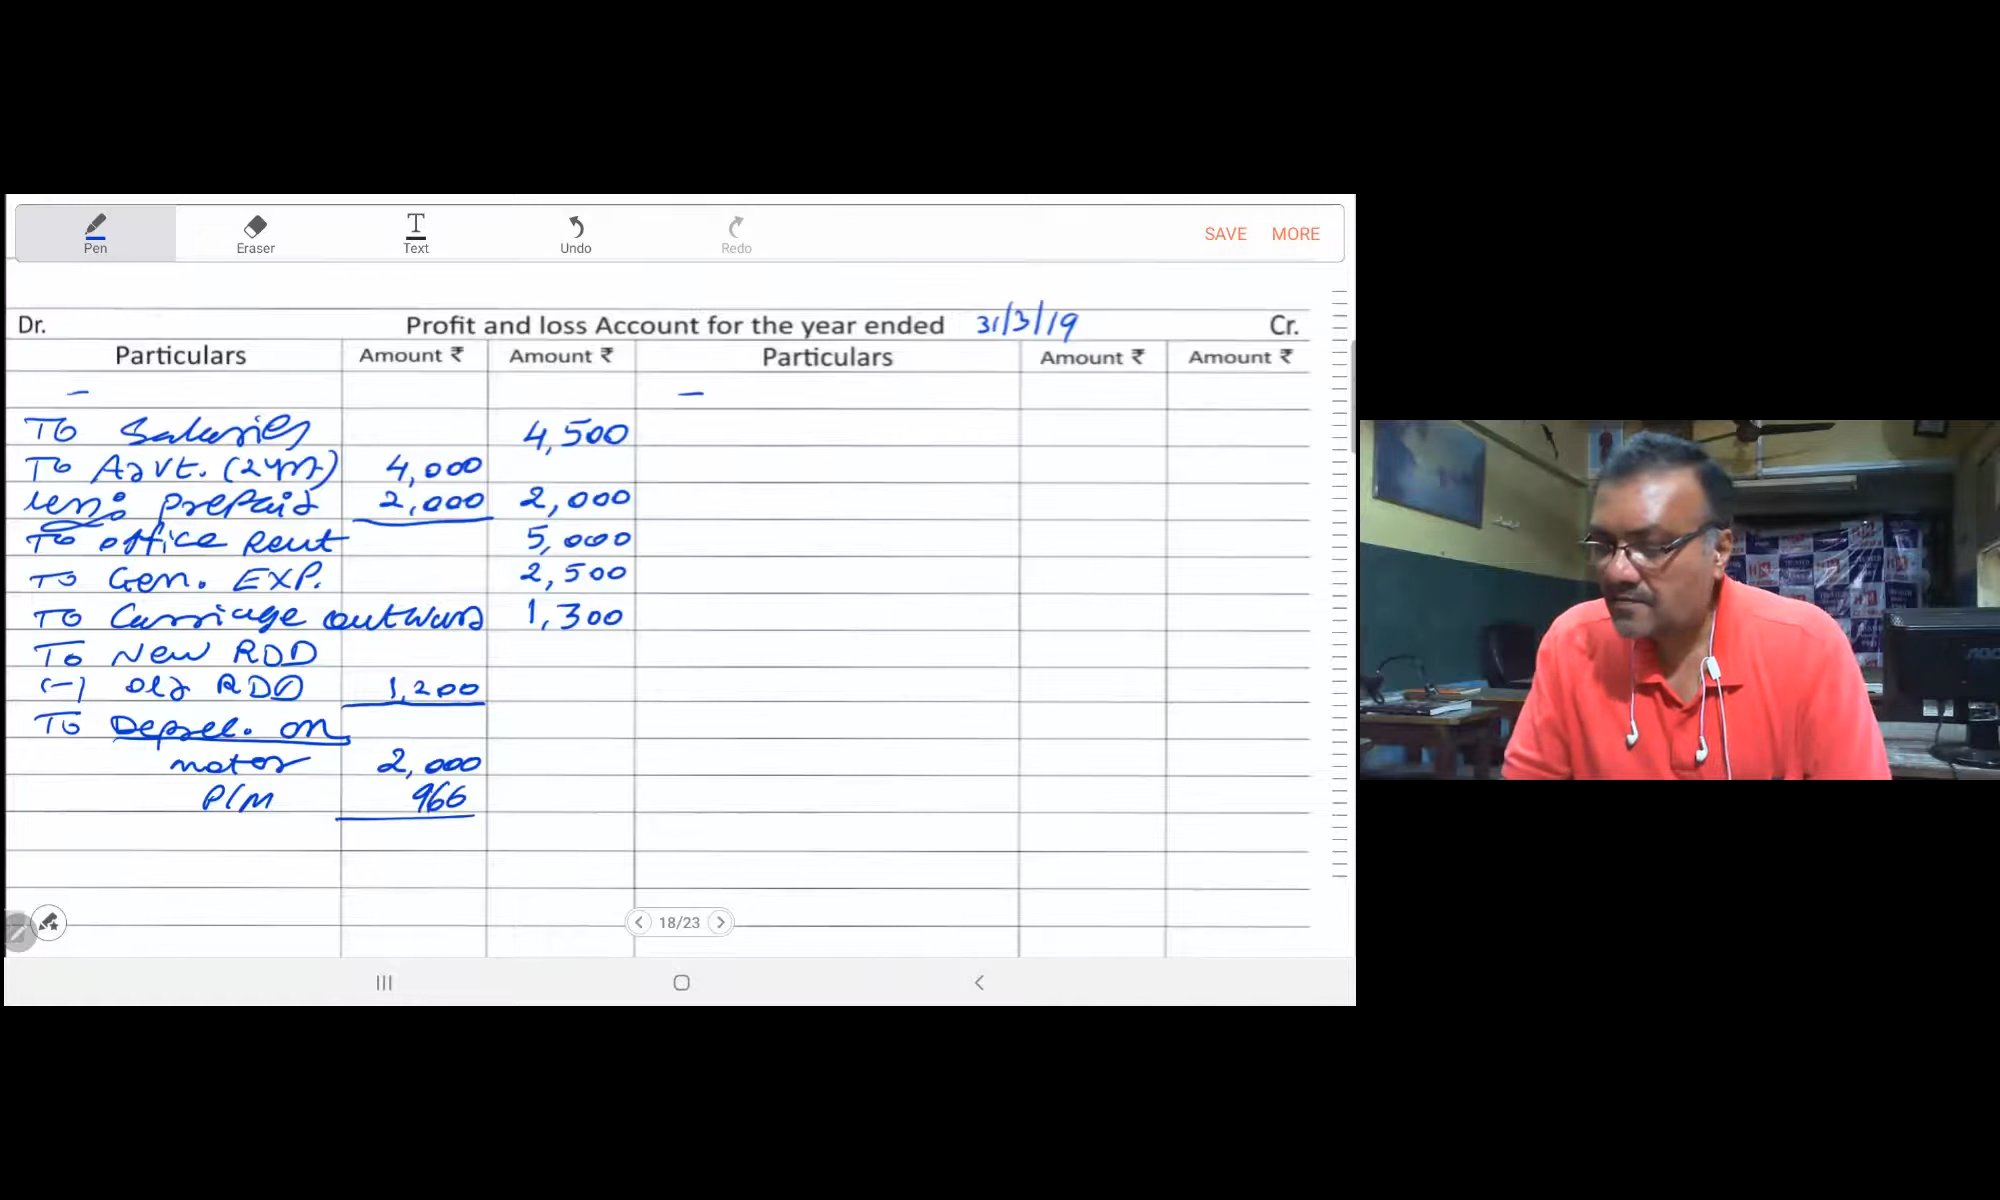 Pen Eraser Text Undo Redo SAVE MORE
Dr. Profit and loss Account for the year ended 31/3/19 Cr.
Particulars Amount ₹ Amount ₹ Particulars Amount ₹ Amount ₹
— —
To Salaries 4,500
To Advt. (2yrs) 4,000
less: prepaid 2,000 2,000
To office Rent 5,000
To Gen. EXP. 2,500
To Carriage outward 1,300
To New RDD
(-) old RDD 1,200
To Depre. on
motor 2,000
P/M 966
18/23